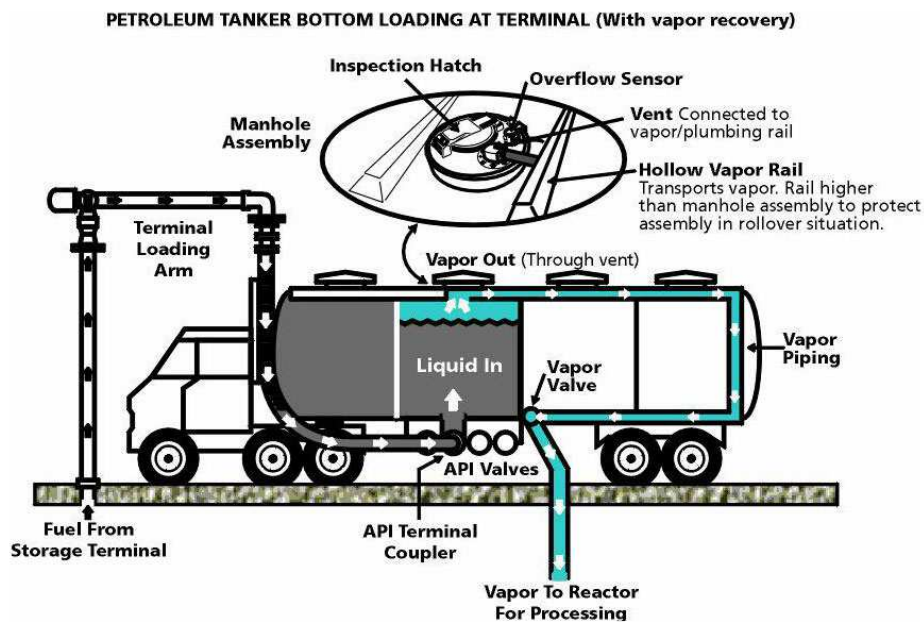 PETROLEUM TANKER BOTTOM LOADING AT TERMINAL (With vapor recovery)
Inspection Hatch
Overflow Sensor
Manhole
Assembly
Vent Connected to
vapor/plumbing rail
Hollow Vapor Rail
Transports vapor. Rail higher
than manhole assembly to protect
assembly in rollover situation.
Terminal
Loading
Arm
Vapor Out (Through vent)
Vapor
Piping
Liquid In
Vapor
Valve
API Valves
Fuel From
Storage Terminal
API Terminal
Coupler
Vapor To Reactor
For Processing